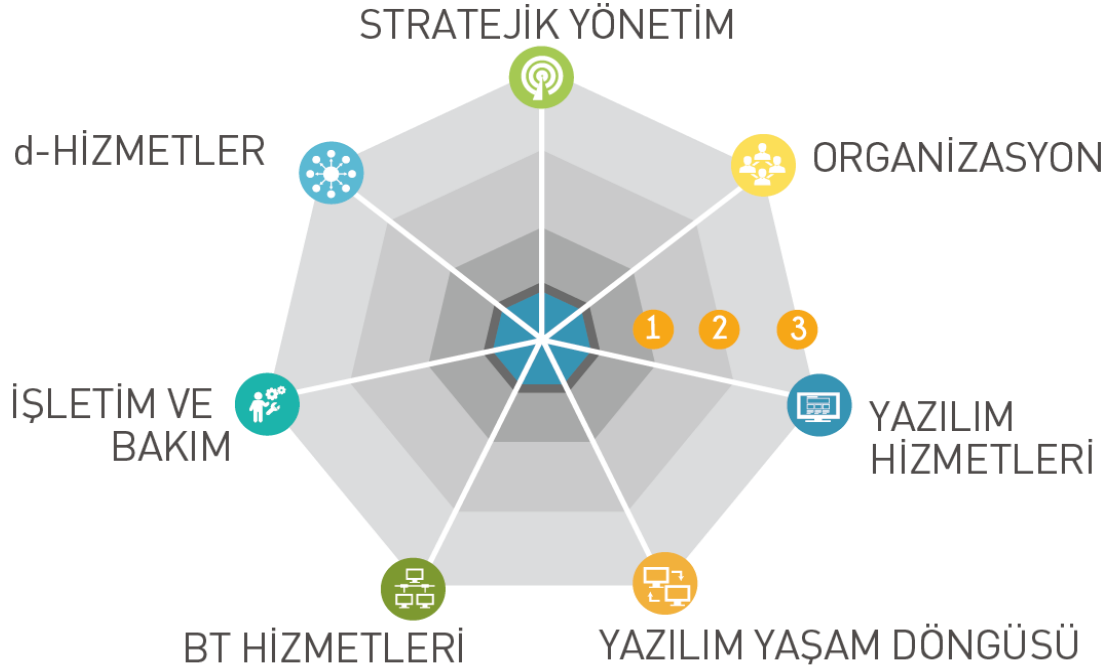 STRATEJİK YÖNETİM
d-HİZMETLER
ORGANİZASYON
1 2 3
İŞLETİM VE
BAKIM
YAZILIM
HİZMETLERİ
BT HİZMETLERİ
YAZILIM YAŞAM DÖNGÜSÜ